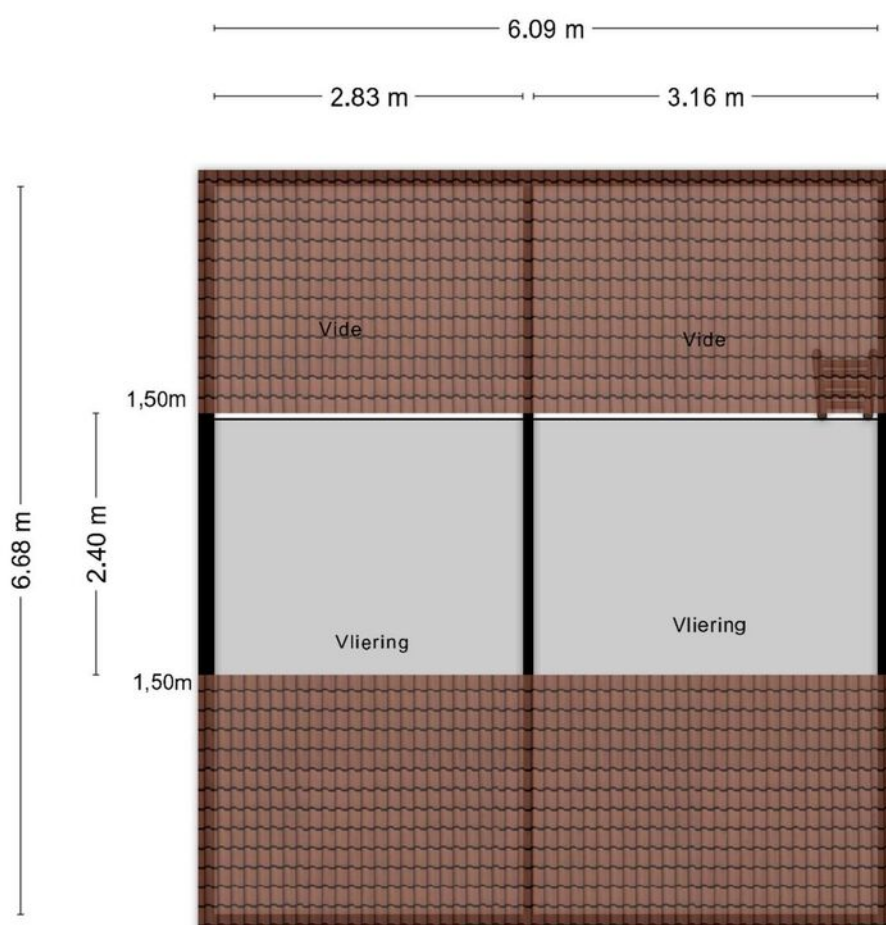 6.09 m
2.83 m
3.16 m
Vide
Vide
1,50m
6.68 m
2.40 m
Vliering
Vliering
1,50m